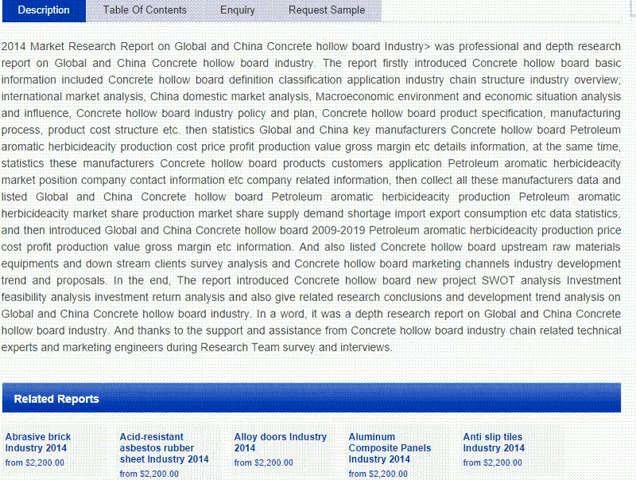 Description Table Of Contents Enquiry Request Sample
2014 Market Research Report on Global and China Concrete hollow board Industry> was professional and depth research
report on Global and China Concrete hollow board industry. The report firstly introduced Concrete hollow board basic
information included Concrete hollow board definition classification application industry chain structure industry overview;
international market analysis, China domestic market analysis, Macroeconomic environment and economic situation analysis
and influence, Concrete hollow board industry policy and plan, Concrete hollow board product specification, manufacturing
process, product cost structure etc. then statistics Global and China key manufacturers Concrete hollow board Petroleum
aromatic herbicideacity production cost price profit production value gross margin etc details information, at the same time,
statistics these manufacturers Concrete hollow board products customers application Petroleum aromatic herbicideacity
market position company contact information etc company related information, then collect all these manufacturers data and
listed Global and China Concrete hollow board Petroleum aromatic herbicideacity production Petroleum aromatic
herbicideacity market share production market share supply demand shortage import export consumption etc data statistics,
and then introduced Global and China Concrete hollow board 2009-2019 Petroleum aromatic herbicideacity production price
cost profit production value gross margin etc information. And also listed Concrete hollow board upstream raw materials
equipments and down stream clients survey analysis and Concrete hollow board marketing channels industry development
trend and proposals. In the end, The report introduced Concrete hollow board new project SWOT analysis Investment
feasibility analysis investment return analysis and also give related research conclusions and development trend analysis on
Global and China Concrete hollow board industry. In a word, it was a depth research report on Global and China Concrete
hollow board industry. And thanks to the support and assistance from Concrete hollow board industry chain related technical
experts and marketing engineers during Research Team survey and interviews.
Related Reports
Abrasive brick
Industry 2014
from $2,200.00
Acid-resistant
asbestos rubber
sheet Industry 2014
from $2,200.00
Alloy doors Industry
2014
from $2,200.00
Aluminum
Composite Panels
Industry 2014
from $2,200.00
Anti slip tiles
Industry 2014
from $2,200.00